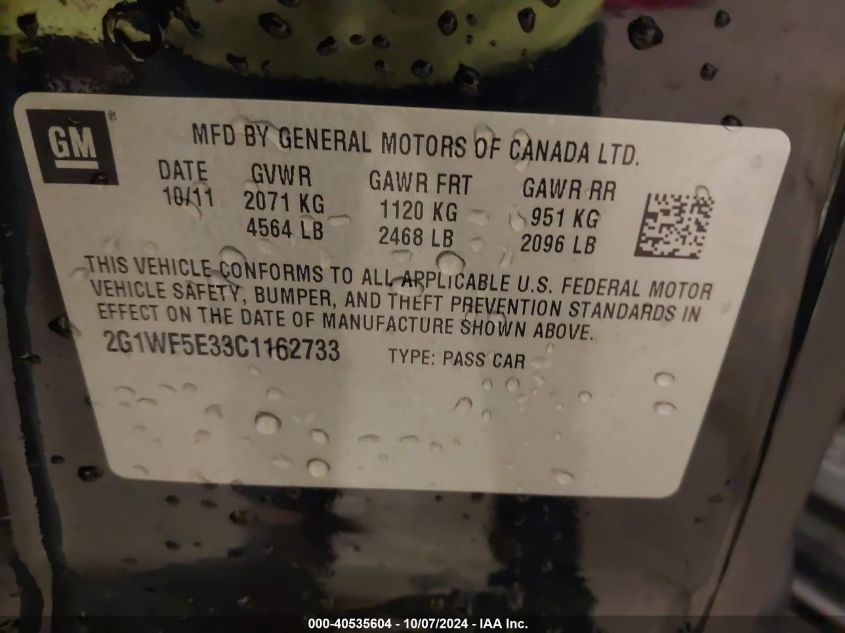 GM®
MFD BY GENERAL MOTORS OF CANADA LTD.
DATE GVWR GAWR FRT GAWR RR
10/11 2071 KG 1120 KG 951 KG
4564 LB 2468 LB 2096 LB
THIS VEHICLE CONFORMS TO ALL APPLICABLE U.S. FEDERAL MOTOR
VEHICLE SAFETY, BUMPER, AND THEFT PREVENTION STANDARDS IN
EFFECT ON THE DATE OF MANUFACTURE SHOWN ABOVE.
2G1WF5E33C1162733 TYPE: PASS CAR
000-40535604 - 10/07/2024 - IAA Inc.